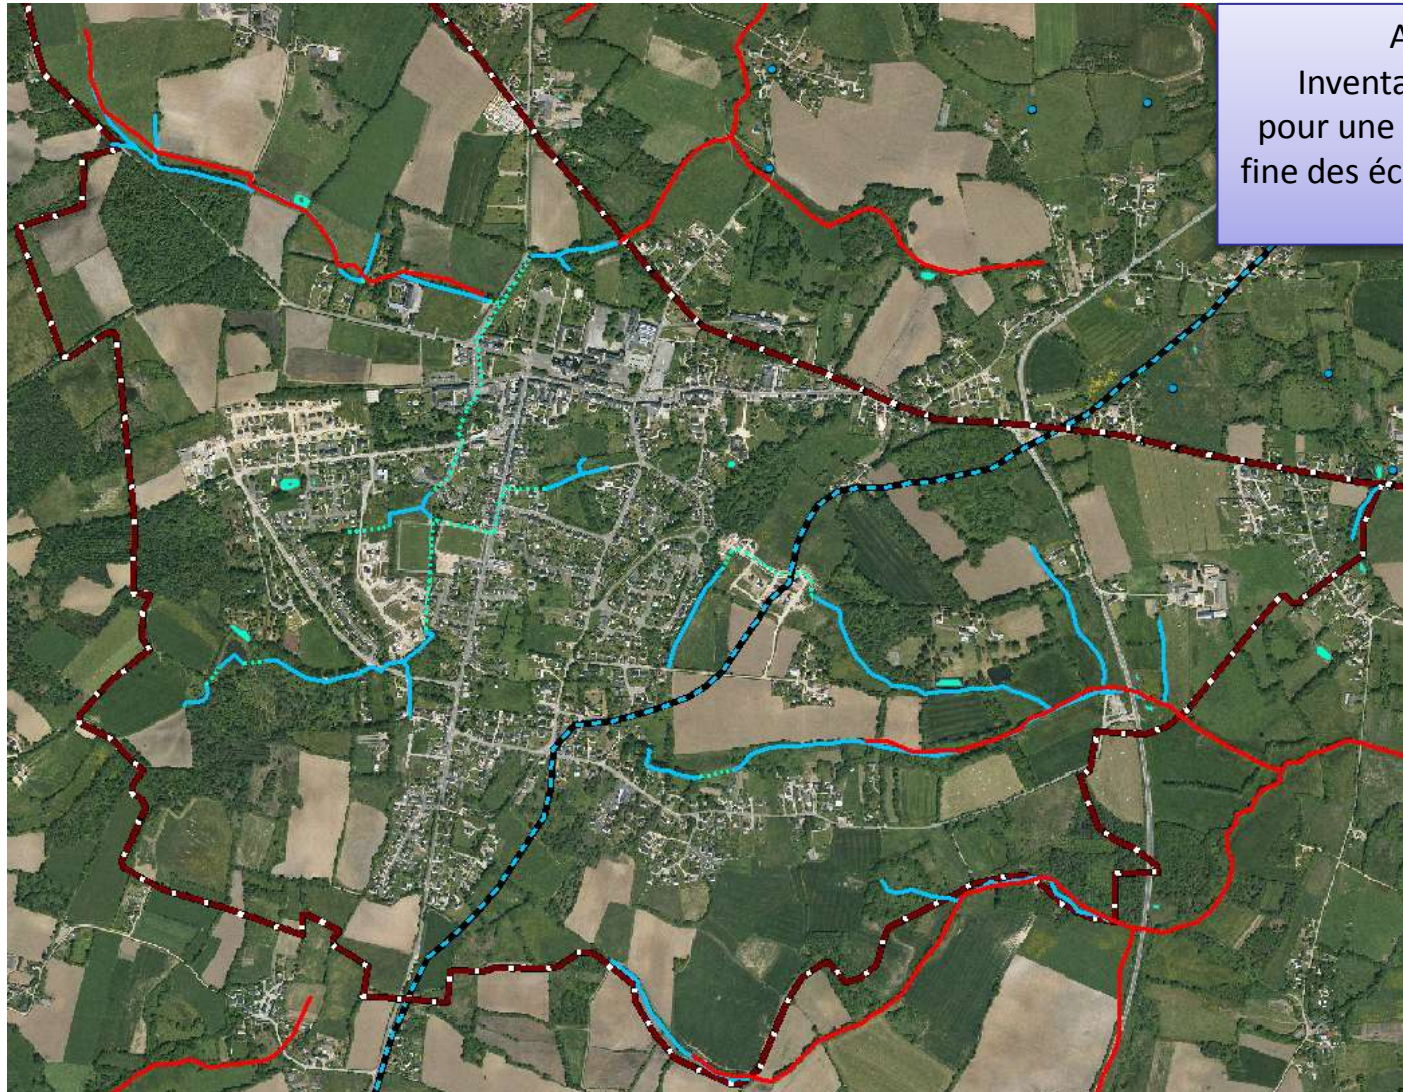 Inventa
pour une
fine des éc